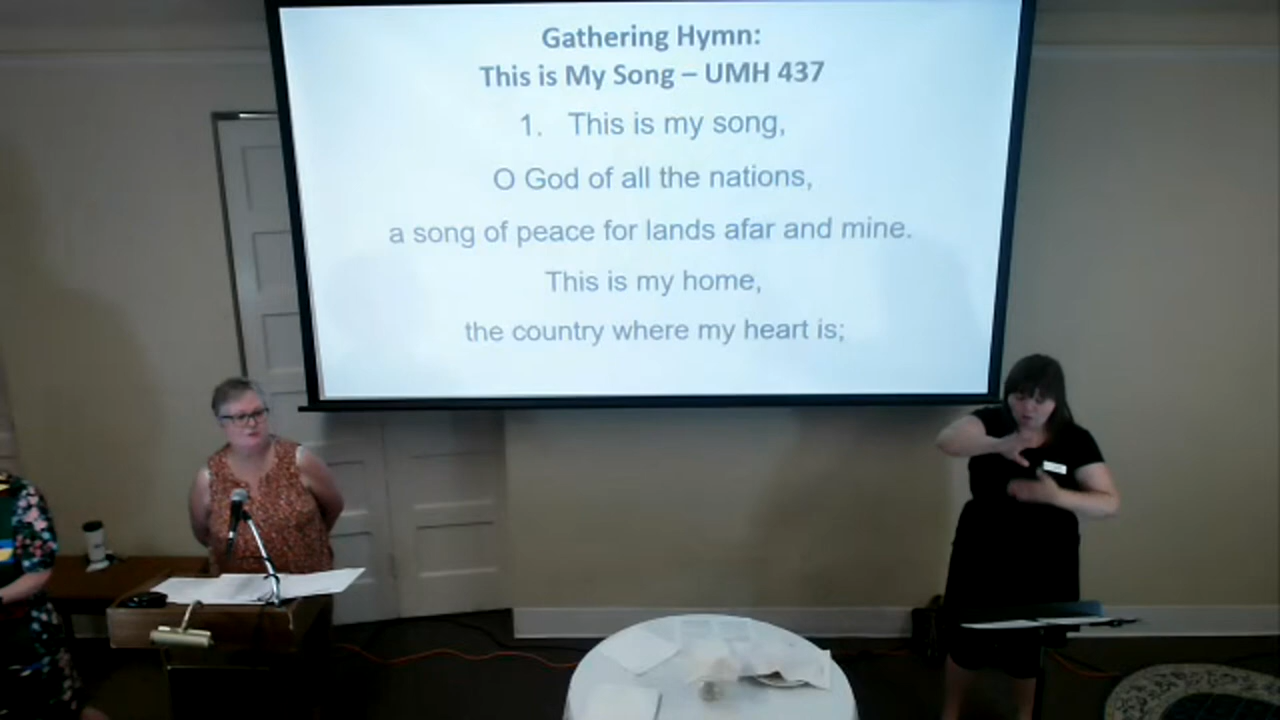 Gathering Hymn:
This is My Song – UMH 437
1. This is my song,
O God of all the nations,
a song of peace for lands afar and mine.
This is my home,
the country where my heart is;